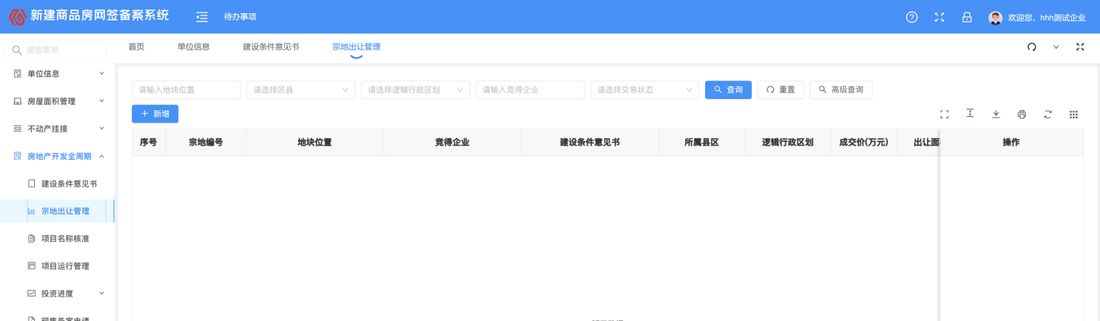 新建商品房网签备案系统 待办事项 欢迎您，hhh测试企业
搜索菜单 首页 单位信息 建设条件意见书 宗地出让管理
单位信息
房屋面积管理
不动产挂接
房地产开发全周期
建设条件意见书
宗地出让管理
项目名称核准
项目运行管理
投资进度
请输入地块位置 请选择区县 请选择逻辑行政区划 请输入竞得企业 请选择交易状态 查询 重置 高级查询
新增
序号 宗地编号 地块位置 竞得企业 建设条件意见书 所属县区 逻辑行政区划 成交价(万元) 出让面 操作